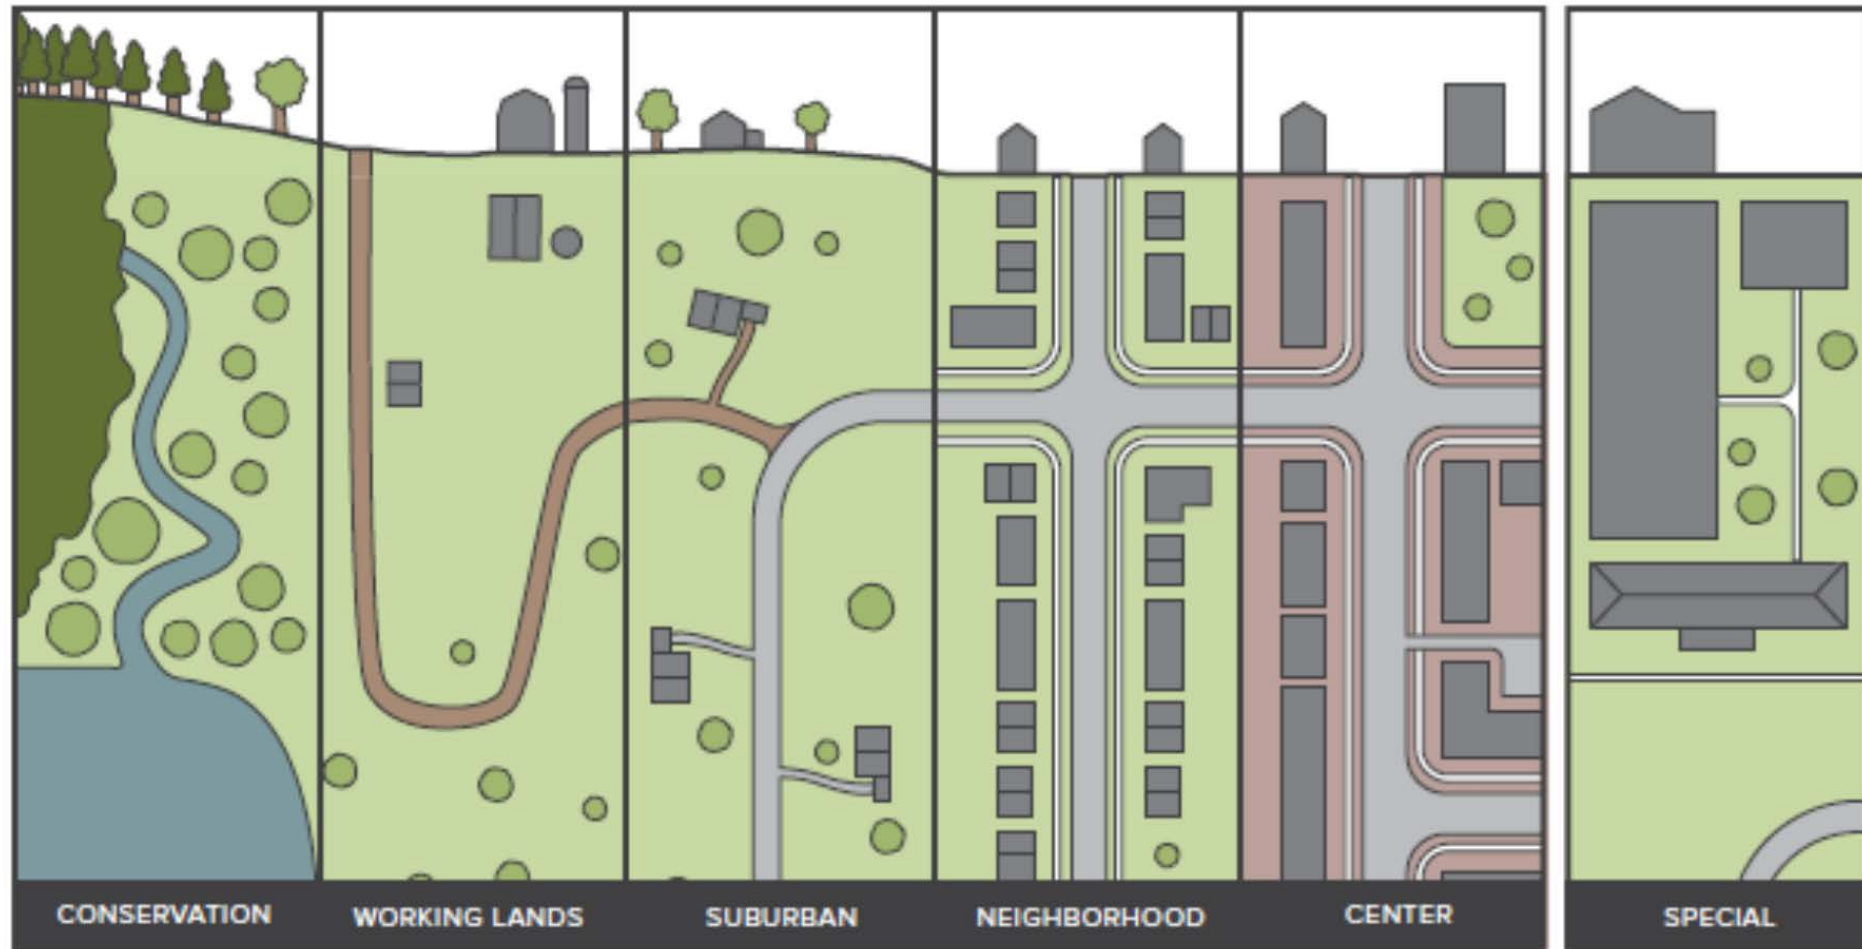 CONSERVATION
WORKING LANDS
SUBURBAN
NEIGHBORHOOD
CENTER
SPECIAL